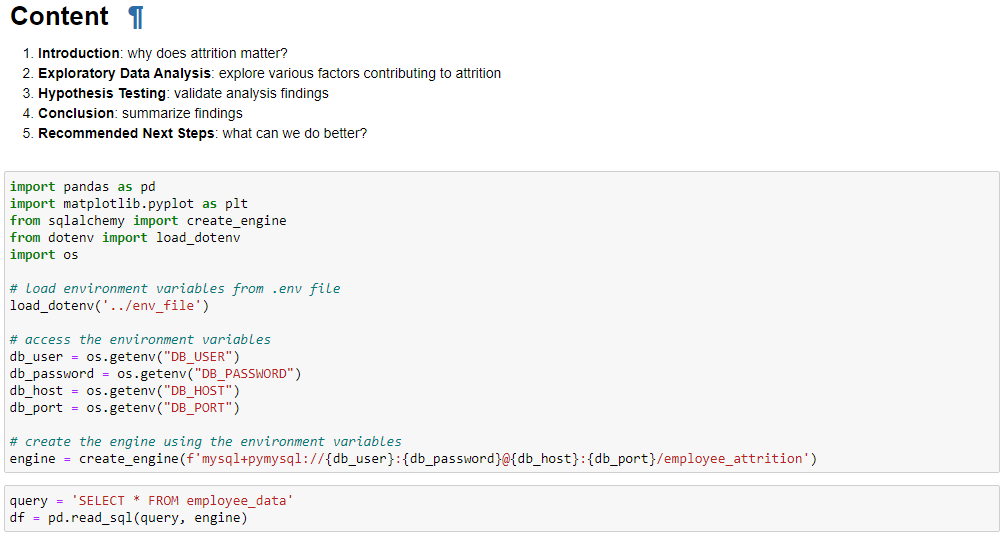 Content ¶
1. Introduction: why does attrition matter?
2. Exploratory Data Analysis: explore various factors contributing to attrition
3. Hypothesis Testing: validate analysis findings
4. Conclusion: summarize findings
5. Recommended Next Steps: what can we do better?
import pandas as pd
import matplotlib.pyplot as plt
from sqlalchemy import create_engine
from dotenv import load_dotenv
import os
# load environment variables from .env file
load_dotenv('../env_file')
# access the environment variables
db_user = os.getenv("DB_USER")
db_password = os.getenv("DB_PASSWORD")
db_host = os.getenv("DB_HOST")
db_port = os.getenv("DB_PORT")
# create the engine using the environment variables
engine = create_engine(f'mysql+pymysql://{db_user}:{db_password}@{db_host}:{db_port}/employee_attrition')
query = 'SELECT * FROM employee_data'
df = pd.read_sql(query, engine)